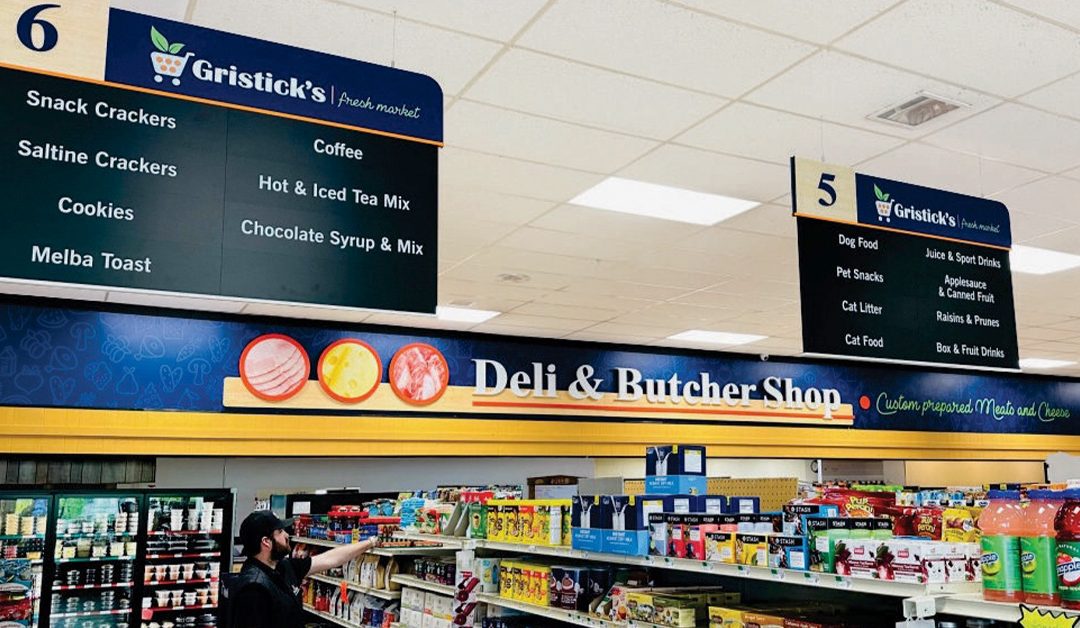 6
Gristick's | fresh market
Snack Crackers
Saltine Crackers
Cookies
Melba Toast
Coffee
Hot & Iced Tea Mix
Chocolate Syrup & Mix
5
Gristick's | fresh market
Dog Food
Pet Snacks
Cat Litter
Cat Food
Juice & Sport Drinks
Applesauce
& Canned Fruit
Raisins & Prunes
Box & Fruit Drinks
Deli & Butcher Shop
Custom prepared Meats and Cheese
STASH
STASH
STASH